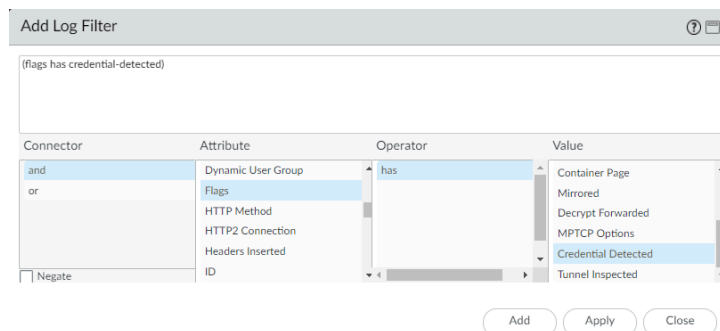 Add Log Filter
(flags has credential-detected)
Connector Attribute Operator Value
and
or
Negate
Dynamic User Group
Flags
HTTP Method
HTTP2 Connection
Headers Inserted
ID
has
Container Page
Mirrored
Decrypt Forwarded
MPTCP Options
Credential Detected
Tunnel Inspected
Add Apply Close